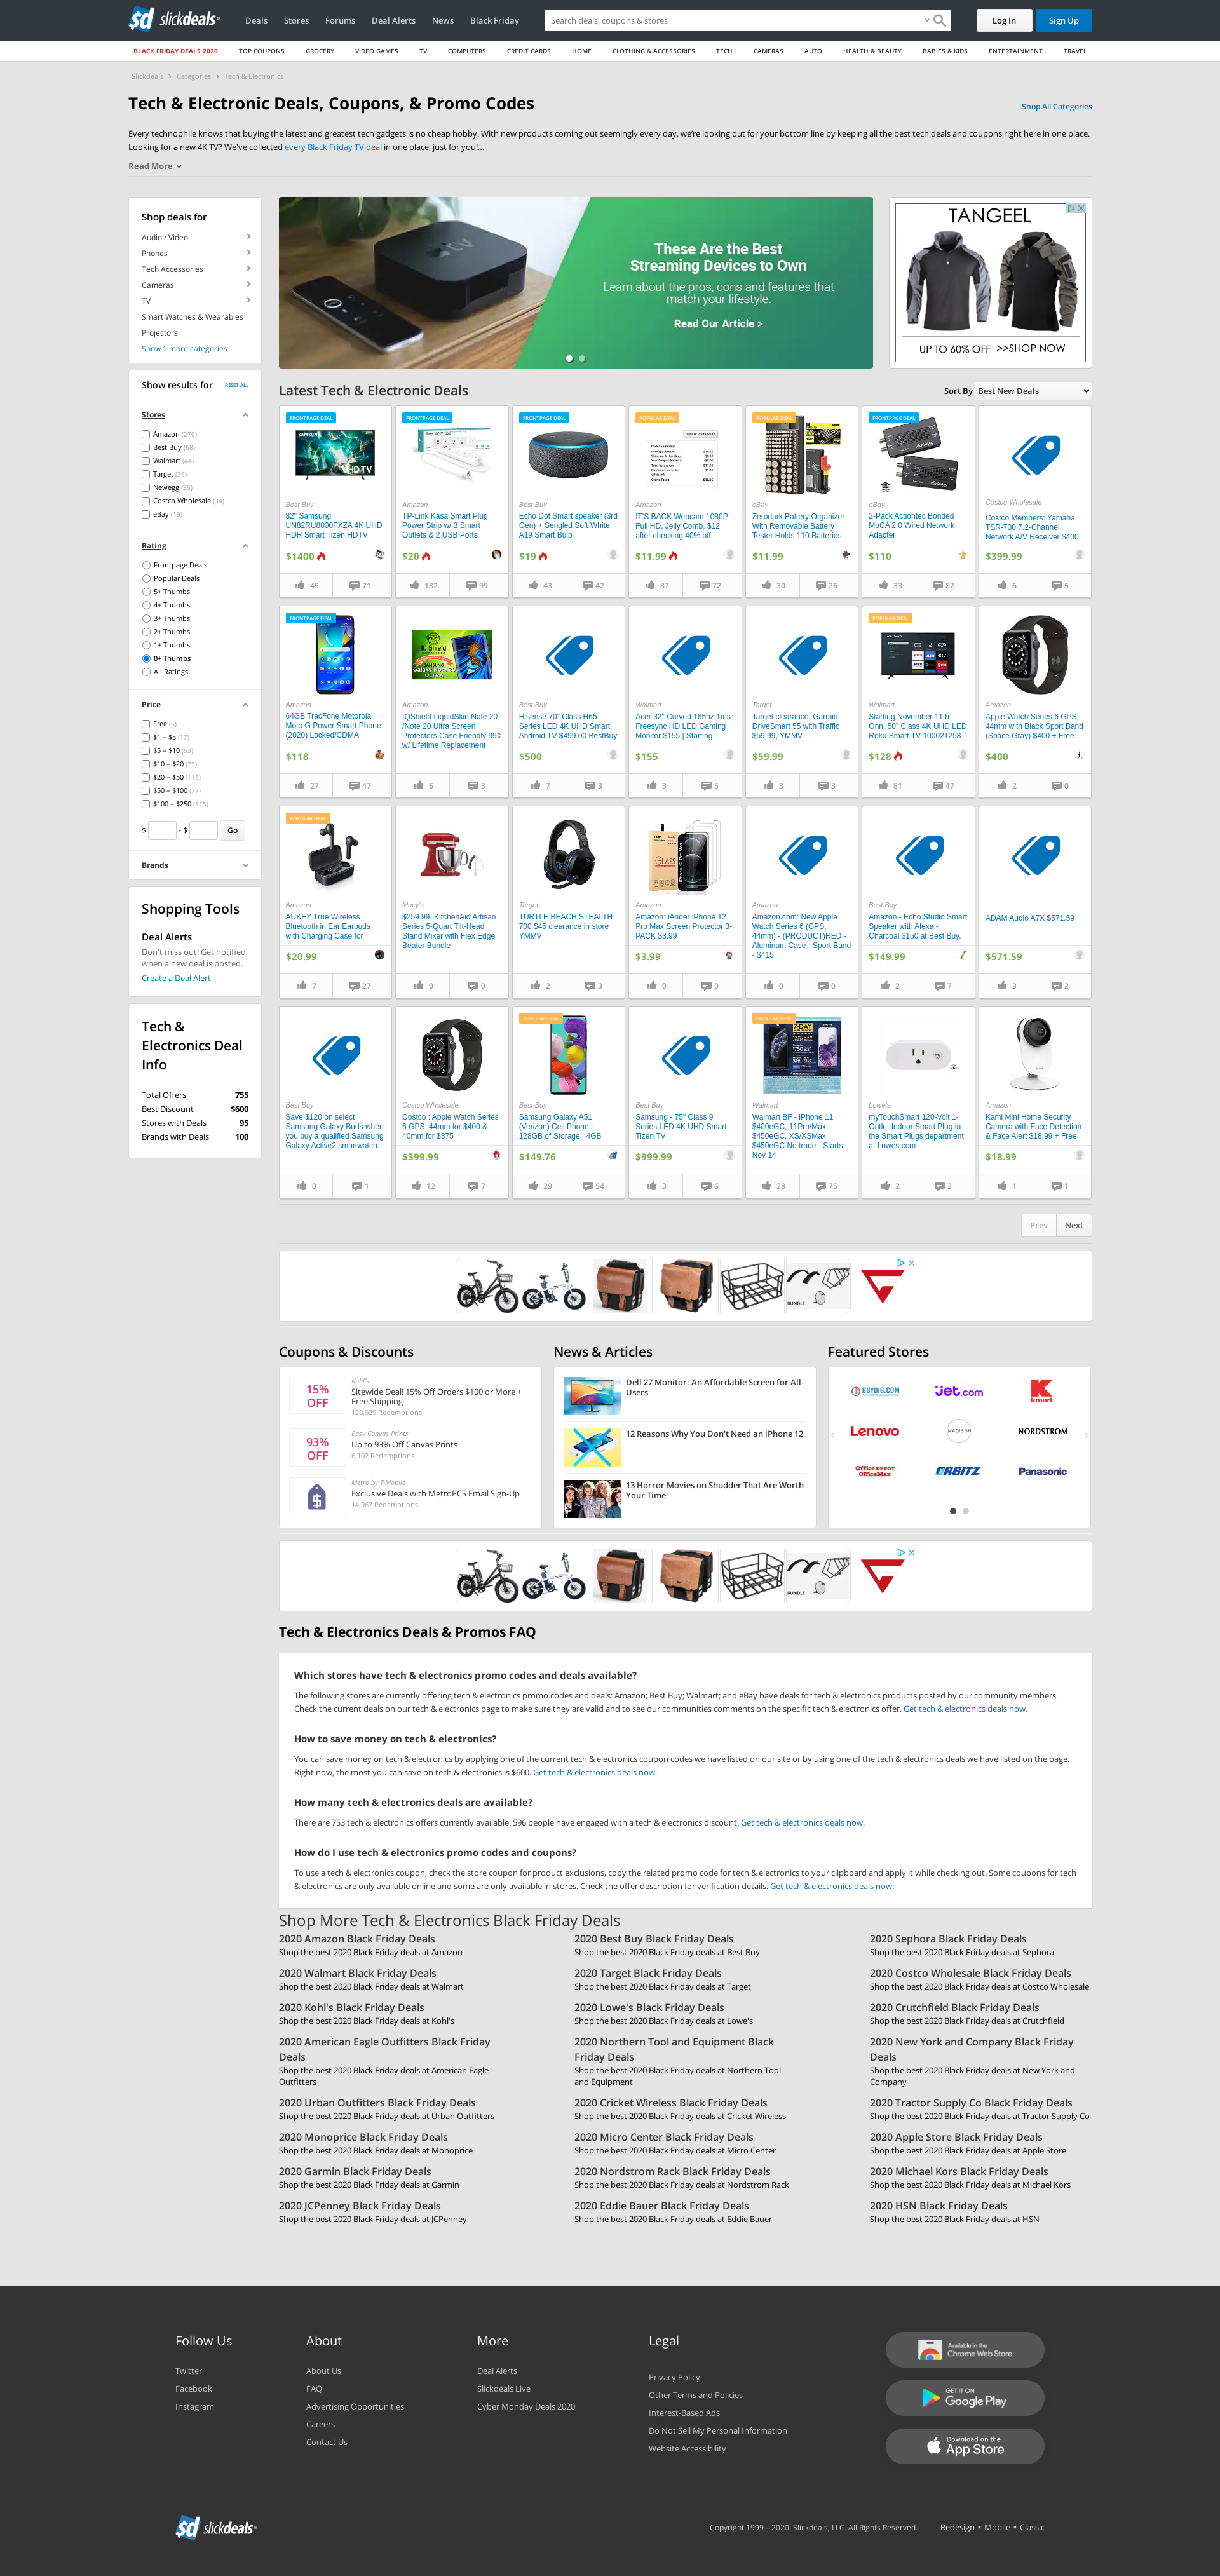 slickdeals
Deals Stores Forums Deal Alerts News Black Friday
Search deals, coupons & stores
Log In Sign Up
BLACK FRIDAY DEALS 2020 TOP COUPONS GROCERY VIDEO GAMES TV COMPUTERS CREDIT CARDS HOME CLOTHING & ACCESSORIES TECH CAMERAS AUTO HEALTH & BEAUTY BABIES & KIDS ENTERTAINMENT TRAVEL
Slickdeals › Categories › Tech & Electronics
Tech & Electronic Deals, Coupons, & Promo Codes
Shop All Categories
Every technophile knows that buying the latest and greatest tech gadgets is no cheap hobby. With new products coming out seemingly every day, we're looking out for your bottom line by keeping all the best tech deals and coupons right here in one place.
Looking for a new 4K TV? We've collected every Black Friday TV deal in one place, just for you!...
Read More
Shop deals for
Audio / Video
Phones
Tech Accessories
Cameras
TV
Smart Watches & Wearables
Projectors
Show 1 more categories
These Are the Best
Streaming Devices to Own
Learn about the pros, cons and features that
match your lifestyle.
Read Our Article >
TANGEEL
UP TO 60% OFF >>SHOP NOW
Show results for RESET ALL
Stores
Amazon (270)
Best Buy (68)
Walmart (44)
Target (36)
Newegg (35)
Costco Wholesale (34)
eBay (19)
Rating
Frontpage Deals
Popular Deals
5+ Thumbs
4+ Thumbs
3+ Thumbs
2+ Thumbs
1+ Thumbs
0+ Thumbs
All Ratings
Price
Free (6)
$1 – $5 (17)
$5 – $10 (53)
$10 – $20 (79)
$20 – $50 (115)
$50 – $100 (77)
$100 – $250 (115)
$ - $ Go
Brands
Shopping Tools
Deal Alerts
Don't miss out! Get notified
when a new deal is posted.
Create a Deal Alert
Tech &
Electronics Deal
Info
Total Offers 755
Best Discount $600
Stores with Deals 95
Brands with Deals 100
Latest Tech & Electronic Deals
Sort By Best New Deals
FRONTPAGE DEAL
Best Buy
82" Samsung
UN82RU8000FXZA 4K UHD
HDR Smart Tizen HDTV
$1400
45 71
FRONTPAGE DEAL
Amazon
TP-Link Kasa Smart Plug
Power Strip w/ 3 Smart
Outlets & 2 USB Ports
$20
182 99
FRONTPAGE DEAL
Best Buy
Echo Dot Smart speaker (3rd
Gen) + Sengled Soft White
A19 Smart Bulb
$19
43 42
POPULAR DEAL
Amazon
IT'S BACK Webcam 1080P
Full HD, Jelly Comb, $12
after checking 40% off
$11.99
87 72
POPULAR DEAL
eBay
Zerodark Battery Organizer
With Removable Battery
Tester Holds 110 Batteries.
$11.99
30 26
FRONTPAGE DEAL
eBay
2-Pack Actiontec Bonded
MoCA 2.0 Wired Network
Adapter
$110
33 82
Costco Wholesale
Costco Members: Yamaha
TSR-700 7.2-Channel
Network A/V Receiver $400
$399.99
6 5
FRONTPAGE DEAL
Amazon
64GB TracFone Motorola
Moto G Power Smart Phone
(2020) Locked/CDMA
$118
27 47
Amazon
IQShield LiquidSkin Note 20
/Note 20 Ultra Screen
Protectors Case Friendly 99¢
w/ Lifetime Replacement
6 3
Best Buy
Hisense 70" Class H65
Series LED 4K UHD Smart
Android TV $499.00 BestBuy
$500
7 3
Walmart
Acer 32" Curved 165hz 1ms
Freesync HD LED Gaming
Monitor $155 | Starting
$155
3 5
Target
Target clearance, Garmin
DriveSmart 55 with Traffic
$59.99, YMMV
$59.99
3 3
POPULAR DEAL
Walmart
Starting November 11th -
Onn. 50" Class 4K UHD LED
Roku Smart TV 100021258 -
$128
81 47
Amazon
Apple Watch Series 6 GPS
44mm with Black Sport Band
(Space Gray) $400 + Free
$400
2 0
POPULAR DEAL
Amazon
AUKEY True Wireless
Bluetooth in Ear Earbuds
with Charging Case for
$20.99
7 27
Macy's
$259.99, KitchenAid Artisan
Series 5-Quart Tilt-Head
Stand Mixer with Flex Edge
Beater Bundle
0 0
Target
TURTLE BEACH STEALTH
700 $45 clearance in store
YMMV
2 3
Amazon
Amazon: iAnder iPhone 12
Pro Max Screen Protector 3-
PACK $3.99
$3.99
0 0
Amazon
Amazon.com: New Apple
Watch Series 6 (GPS,
44mm) - (PRODUCT)RED -
Aluminum Case - Sport Band
- $415
0 0
Best Buy
Amazon - Echo Studio Smart
Speaker with Alexa -
Charcoal $150 at Best Buy.
$149.99
2 7
ADAM Audio A7X $571.59
$571.59
3 2
Best Buy
Save $120 on select
Samsung Galaxy Buds when
you buy a qualified Samsung
Galaxy Active2 smartwatch.
0 1
Costco Wholesale
Costco : Apple Watch Series
6 GPS, 44mm for $400 &
40mm for $375
$399.99
12 7
POPULAR DEAL
Best Buy
Samsung Galaxy A51
(Verizon) Cell Phone |
128GB of Storage | 4GB
$149.76
29 54
Best Buy
Samsung - 75" Class 9
Series LED 4K UHD Smart
Tizen TV
$999.99
3 6
POPULAR DEAL
Walmart
Walmart BF - iPhone 11
$400eGC, 11Pro/Max
$450eGC, XS/XSMax
$450eGC No trade - Starts
Nov 14
28 75
Lowe's
myTouchSmart 120-Volt 1-
Outlet Indoor Smart Plug in
the Smart Plugs department
at Lowes.com
2 3
Amazon
Kami Mini Home Security
Camera with Face Detection
& Face Alert $18.99 + Free
$18.99
1 1
Prev Next
BUNDLE
Coupons & Discounts
15%
OFF
Kohl's
Sitewide Deal! 15% Off Orders $100 or More +
Free Shipping
120,929 Redemptions
93%
OFF
Easy Canvas Prints
Up to 93% Off Canvas Prints
6,102 Redemptions
Metro by T-Mobile
Exclusive Deals with MetroPCS Email Sign-Up
14,967 Redemptions
News & Articles
Dell 27 Monitor: An Affordable Screen for All
Users
12 Reasons Why You Don't Need an iPhone 12
13 Horror Movies on Shudder That Are Worth
Your Time
Featured Stores
BUYDIG.COM Jet.com Kmart
Lenovo MADISON NORDSTROM
Office DEPOT
OfficeMax
ORBITZ Panasonic
BUNDLE
Tech & Electronics Deals & Promos FAQ
Which stores have tech & electronics promo codes and deals available?
The following stores are currently offering tech & electronics promo codes and deals: Amazon; Best Buy; Walmart; and eBay have deals for tech & electronics products posted by our community members.
Check the current deals on our tech & electronics page to make sure they are valid and to see our communities comments on the specific tech & electronics offer. Get tech & electronics deals now.
How to save money on tech & electronics?
You can save money on tech & electronics by applying one of the current tech & electronics coupon codes we have listed on our site or by using one of the tech & electronics deals we have listed on the page.
Right now, the most you can save on tech & electronics is $600. Get tech & electronics deals now.
How many tech & electronics deals are available?
There are 753 tech & electronics offers currently available. 596 people have engaged with a tech & electronics discount. Get tech & electronics deals now.
How do I use tech & electronics promo codes and coupons?
To use a tech & electronics coupon, check the store coupon for product exclusions, copy the related promo code for tech & electronics to your clipboard and apply it while checking out. Some coupons for tech
& electronics are only available online and some are only available in stores. Check the offer description for verification details. Get tech & electronics deals now.
Shop More Tech & Electronics Black Friday Deals
2020 Amazon Black Friday Deals
Shop the best 2020 Black Friday deals at Amazon
2020 Best Buy Black Friday Deals
Shop the best 2020 Black Friday deals at Best Buy
2020 Sephora Black Friday Deals
Shop the best 2020 Black Friday deals at Sephora
2020 Walmart Black Friday Deals
Shop the best 2020 Black Friday deals at Walmart
2020 Target Black Friday Deals
Shop the best 2020 Black Friday deals at Target
2020 Costco Wholesale Black Friday Deals
Shop the best 2020 Black Friday deals at Costco Wholesale
2020 Kohl's Black Friday Deals
Shop the best 2020 Black Friday deals at Kohl's
2020 Lowe's Black Friday Deals
Shop the best 2020 Black Friday deals at Lowe's
2020 Crutchfield Black Friday Deals
Shop the best 2020 Black Friday deals at Crutchfield
2020 American Eagle Outfitters Black Friday
Deals
Shop the best 2020 Black Friday deals at American Eagle
Outfitters
2020 Northern Tool and Equipment Black
Friday Deals
Shop the best 2020 Black Friday deals at Northern Tool
and Equipment
2020 New York and Company Black Friday
Deals
Shop the best 2020 Black Friday deals at New York and
Company
2020 Urban Outfitters Black Friday Deals
Shop the best 2020 Black Friday deals at Urban Outfitters
2020 Cricket Wireless Black Friday Deals
Shop the best 2020 Black Friday deals at Cricket Wireless
2020 Tractor Supply Co Black Friday Deals
Shop the best 2020 Black Friday deals at Tractor Supply Co
2020 Monoprice Black Friday Deals
Shop the best 2020 Black Friday deals at Monoprice
2020 Micro Center Black Friday Deals
Shop the best 2020 Black Friday deals at Micro Center
2020 Apple Store Black Friday Deals
Shop the best 2020 Black Friday deals at Apple Store
2020 Garmin Black Friday Deals
Shop the best 2020 Black Friday deals at Garmin
2020 Nordstrom Rack Black Friday Deals
Shop the best 2020 Black Friday deals at Nordstrom Rack
2020 Michael Kors Black Friday Deals
Shop the best 2020 Black Friday deals at Michael Kors
2020 JCPenney Black Friday Deals
Shop the best 2020 Black Friday deals at JCPenney
2020 Eddie Bauer Black Friday Deals
Shop the best 2020 Black Friday deals at Eddie Bauer
2020 HSN Black Friday Deals
Shop the best 2020 Black Friday deals at HSN
Follow Us
Twitter
Facebook
Instagram
About
About Us
FAQ
Advertising Opportunities
Careers
Contact Us
More
Deal Alerts
Slickdeals Live
Cyber Monday Deals 2020
Legal
Privacy Policy
Other Terms and Policies
Interest-Based Ads
Do Not Sell My Personal Information
Website Accessibility
Available in the
Chrome Web Store
GET IT ON
Google Play
Download on the
App Store
slickdeals
Copyright 1999 – 2020. Slickdeals, LLC. All Rights Reserved. Redesign • Mobile • Classic